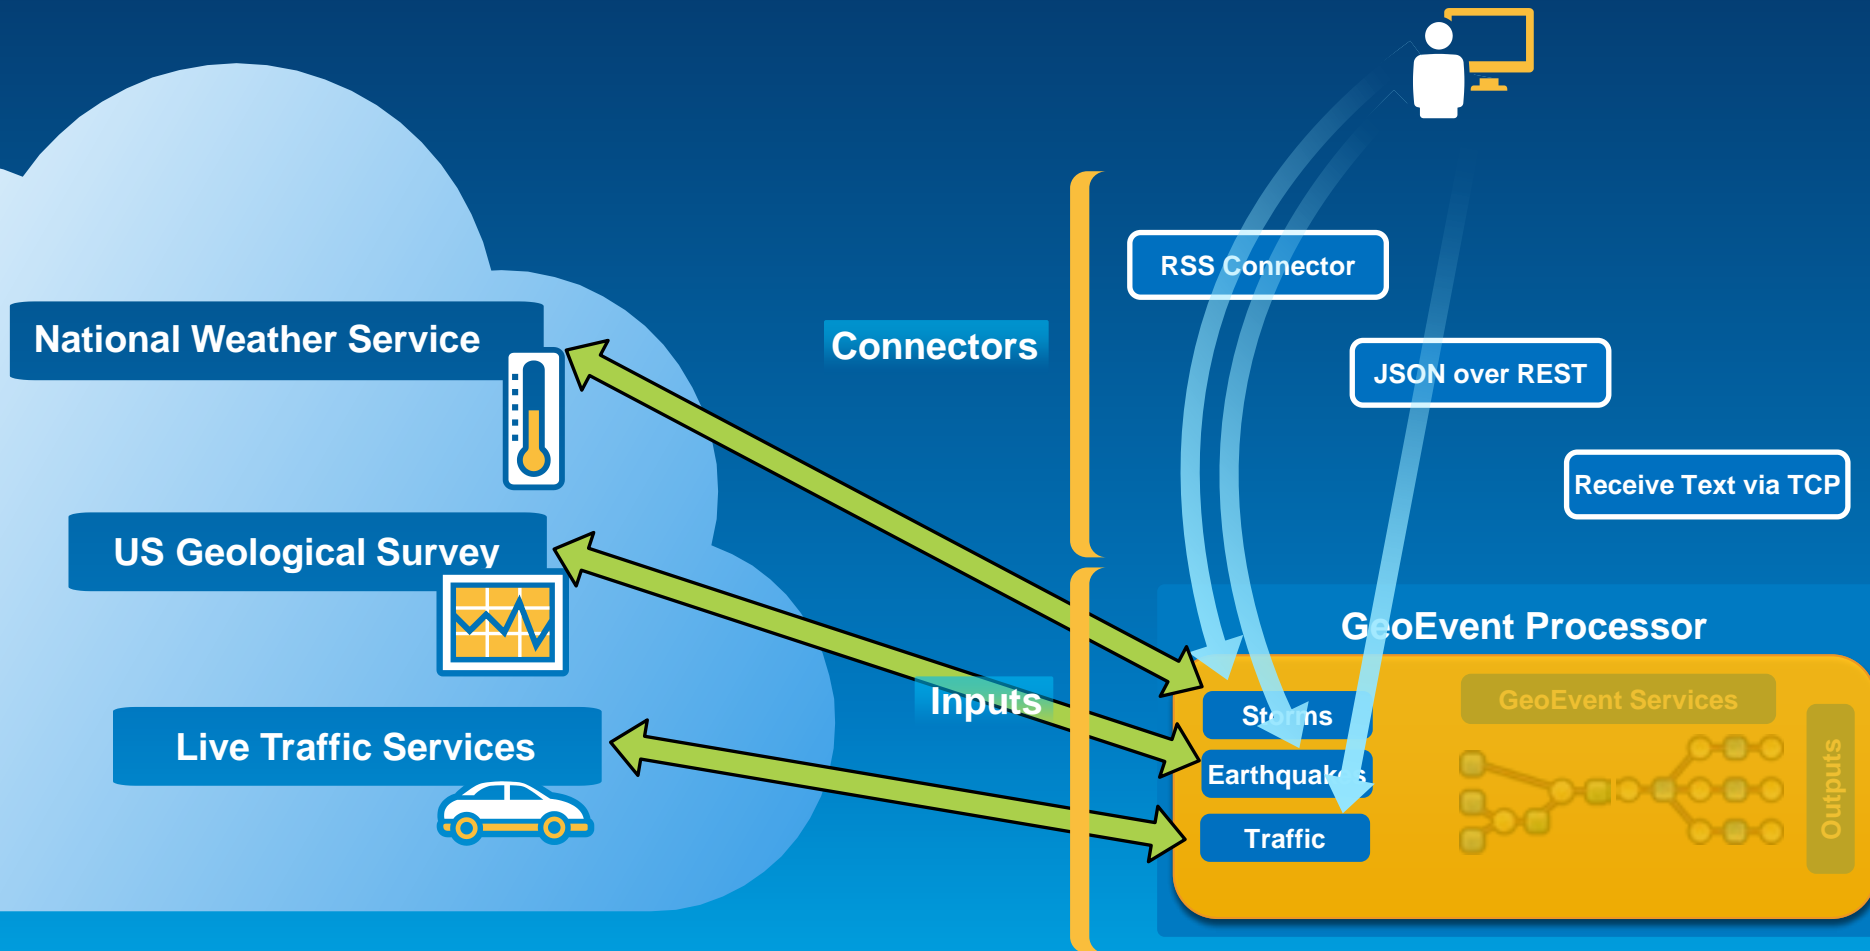 RSS Connector
National Weather Service
Connectors
JSON over REST
Receive Text via TCP
US Geological Survey
GeoEvent Processor
Inputs
Storms
GeoEvent Services
Live Traffic Services
Earthquakes
Outputs
Traffic